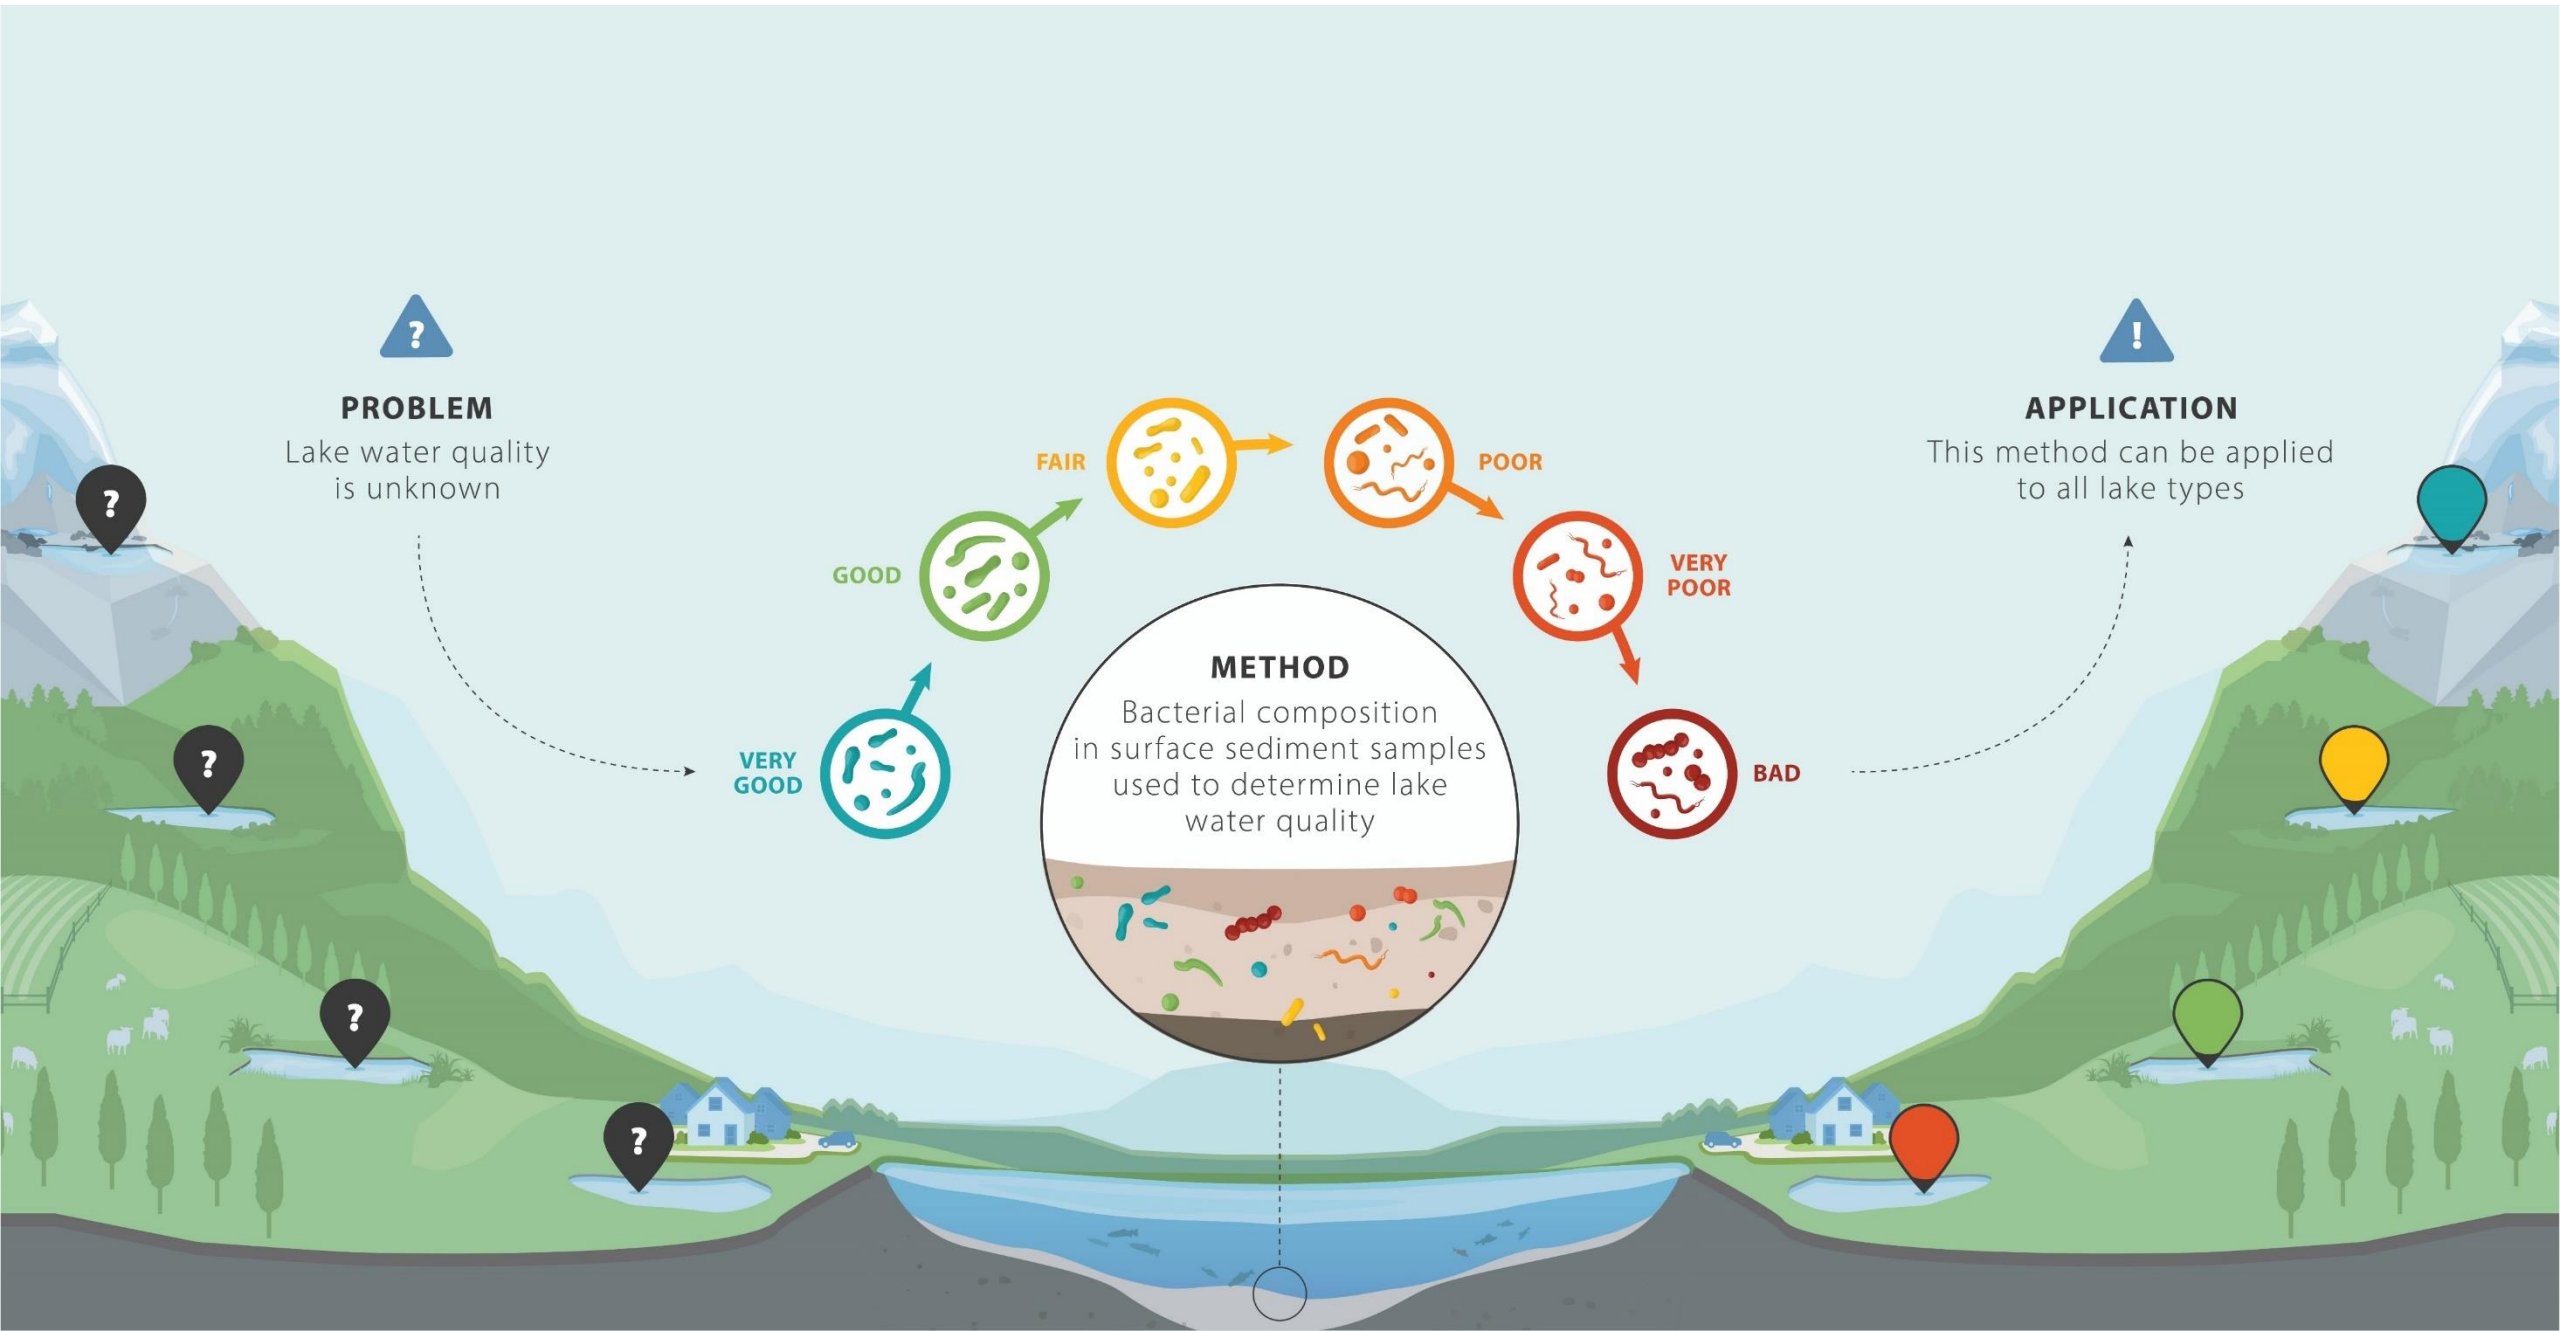 ?
PROBLEM
Lake water quality
is unknown
?
?
?
?
VERY
GOOD
GOOD
FAIR
POOR
VERY
POOR
BAD
METHOD
Bacterial composition
in surface sediment samples
used to determine lake
water quality
!
APPLICATION
This method can be applied
to all lake types